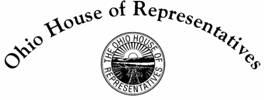 Ohio House of Representatives
THE OHIO HOUSE OF
REPRESENTATIVES